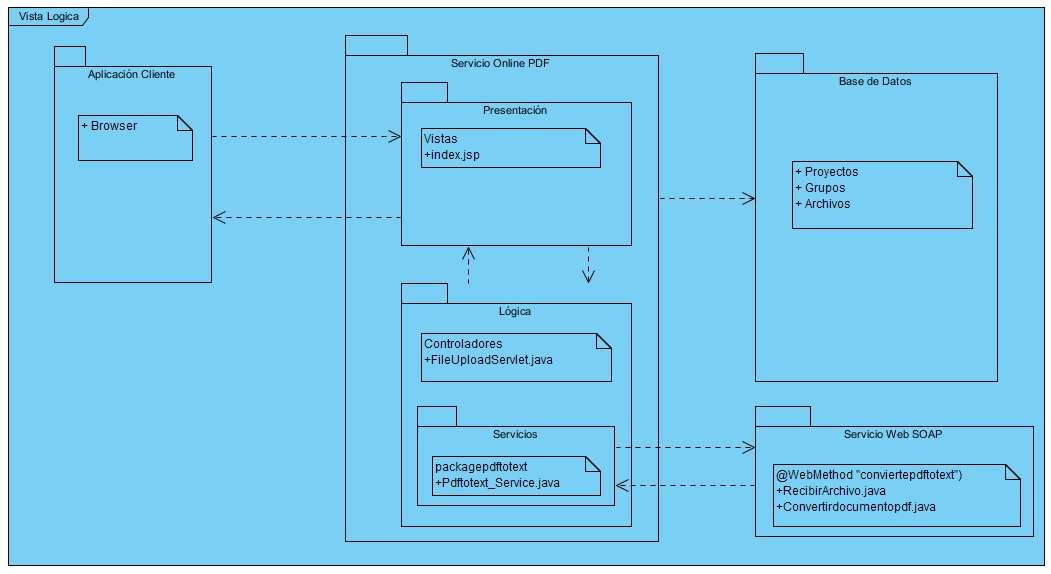 Vista Logica
Aplicación Cliente
+ Browser
Servicio Online PDF
Presentación
Vistas
+index.jsp
Base de Datos
+ Proyectos
+ Grupos
+ Archivos
Lógica
Controladores
+FileUploadServlet.java
Servicios
packagepdftotext
+Pdftotext_Service.java
Servicio Web SOAP
@WebMethod "conviertepdftotext")
+RecibirArchivo.java
+Convertirdocumentopdf.java